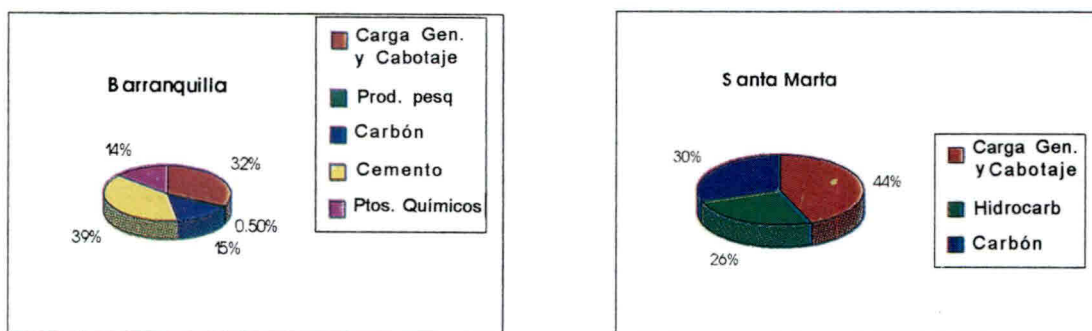 Barranquilla
14%
32%
0.50%
15%
39%
Carga Gen.
y Cabotaje
Prod. pesq
Carbón
Cemento
Ptos. Químicos
Santa Marta
30%
44%
26%
Carga Gen.
y Cabotaje
Hidrocarb
Carbón